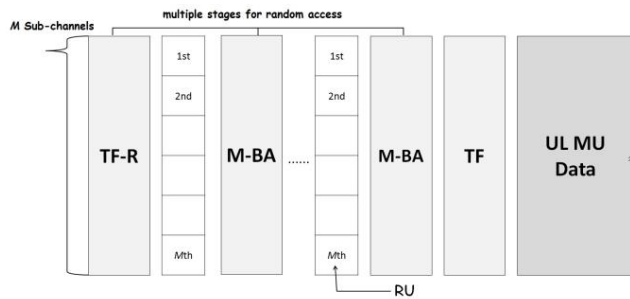 multiple stages for random access
M Sub-channels
TF-R
1st
2nd
Mth
M-BA
......
1st
2nd
Mth
M-BA
TF
UL MU
Data
RU